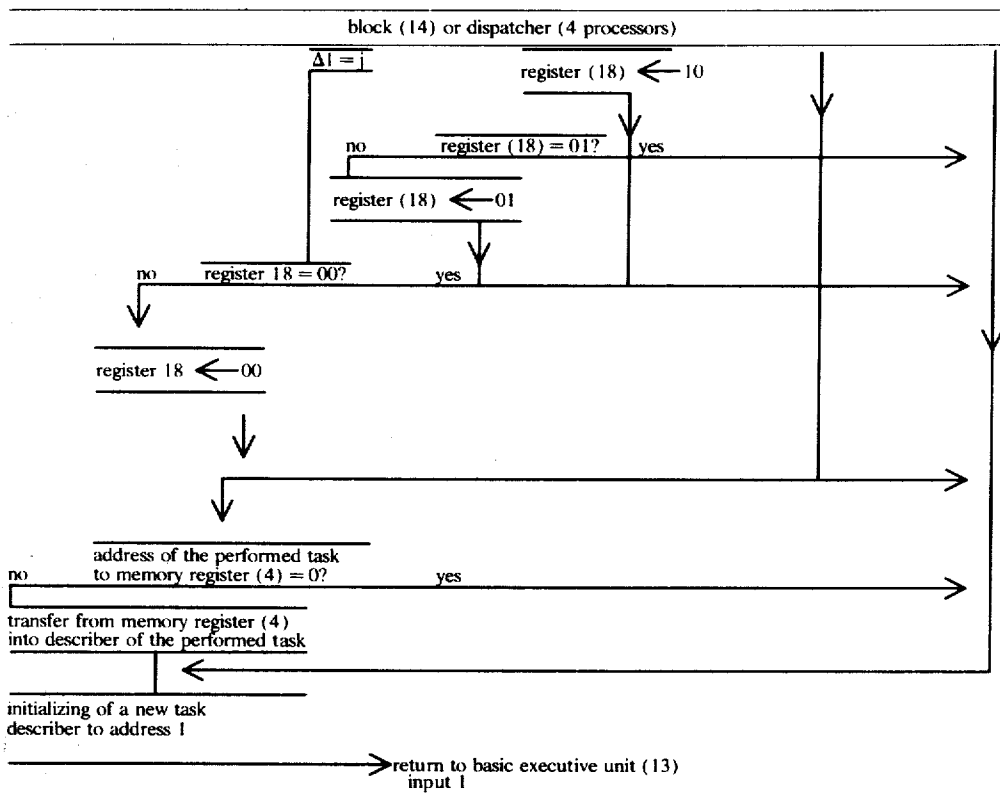 block (14) or dispatcher (4 processors)
Δ1 = j
register (18) ← 10
no register (18) = 01? yes
register (18) ← 01
no register 18 = 00? yes
register 18 ← 00
address of the performed task
no to memory register (4) = 0? yes
transfer from memory register (4)
into describer of the performed task
initializing of a new task
describer to address 1
return to basic executive unit (13)
input 1